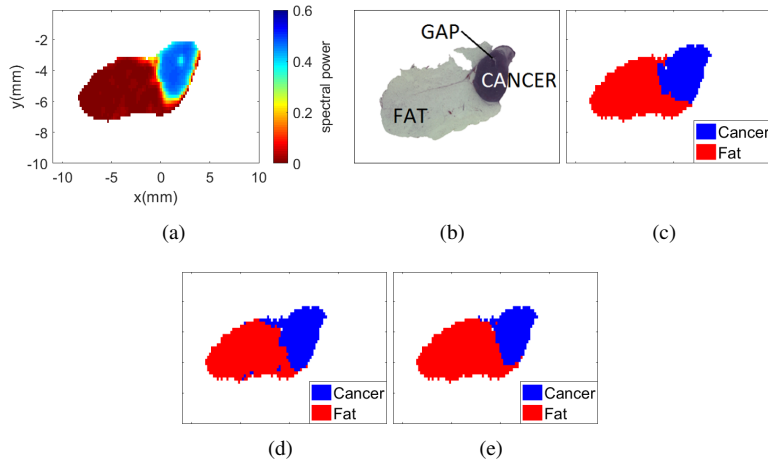 0.6
0.4
0.2
0
spectral power
-2
-4
-6
-8
-10
y(mm)
-10
-5
0
5
10
x(mm)
(a)
GAP
CANCER
FAT
(b)
Cancer
Fat
(c)
Cancer
Fat
(d)
Cancer
Fat
(e)